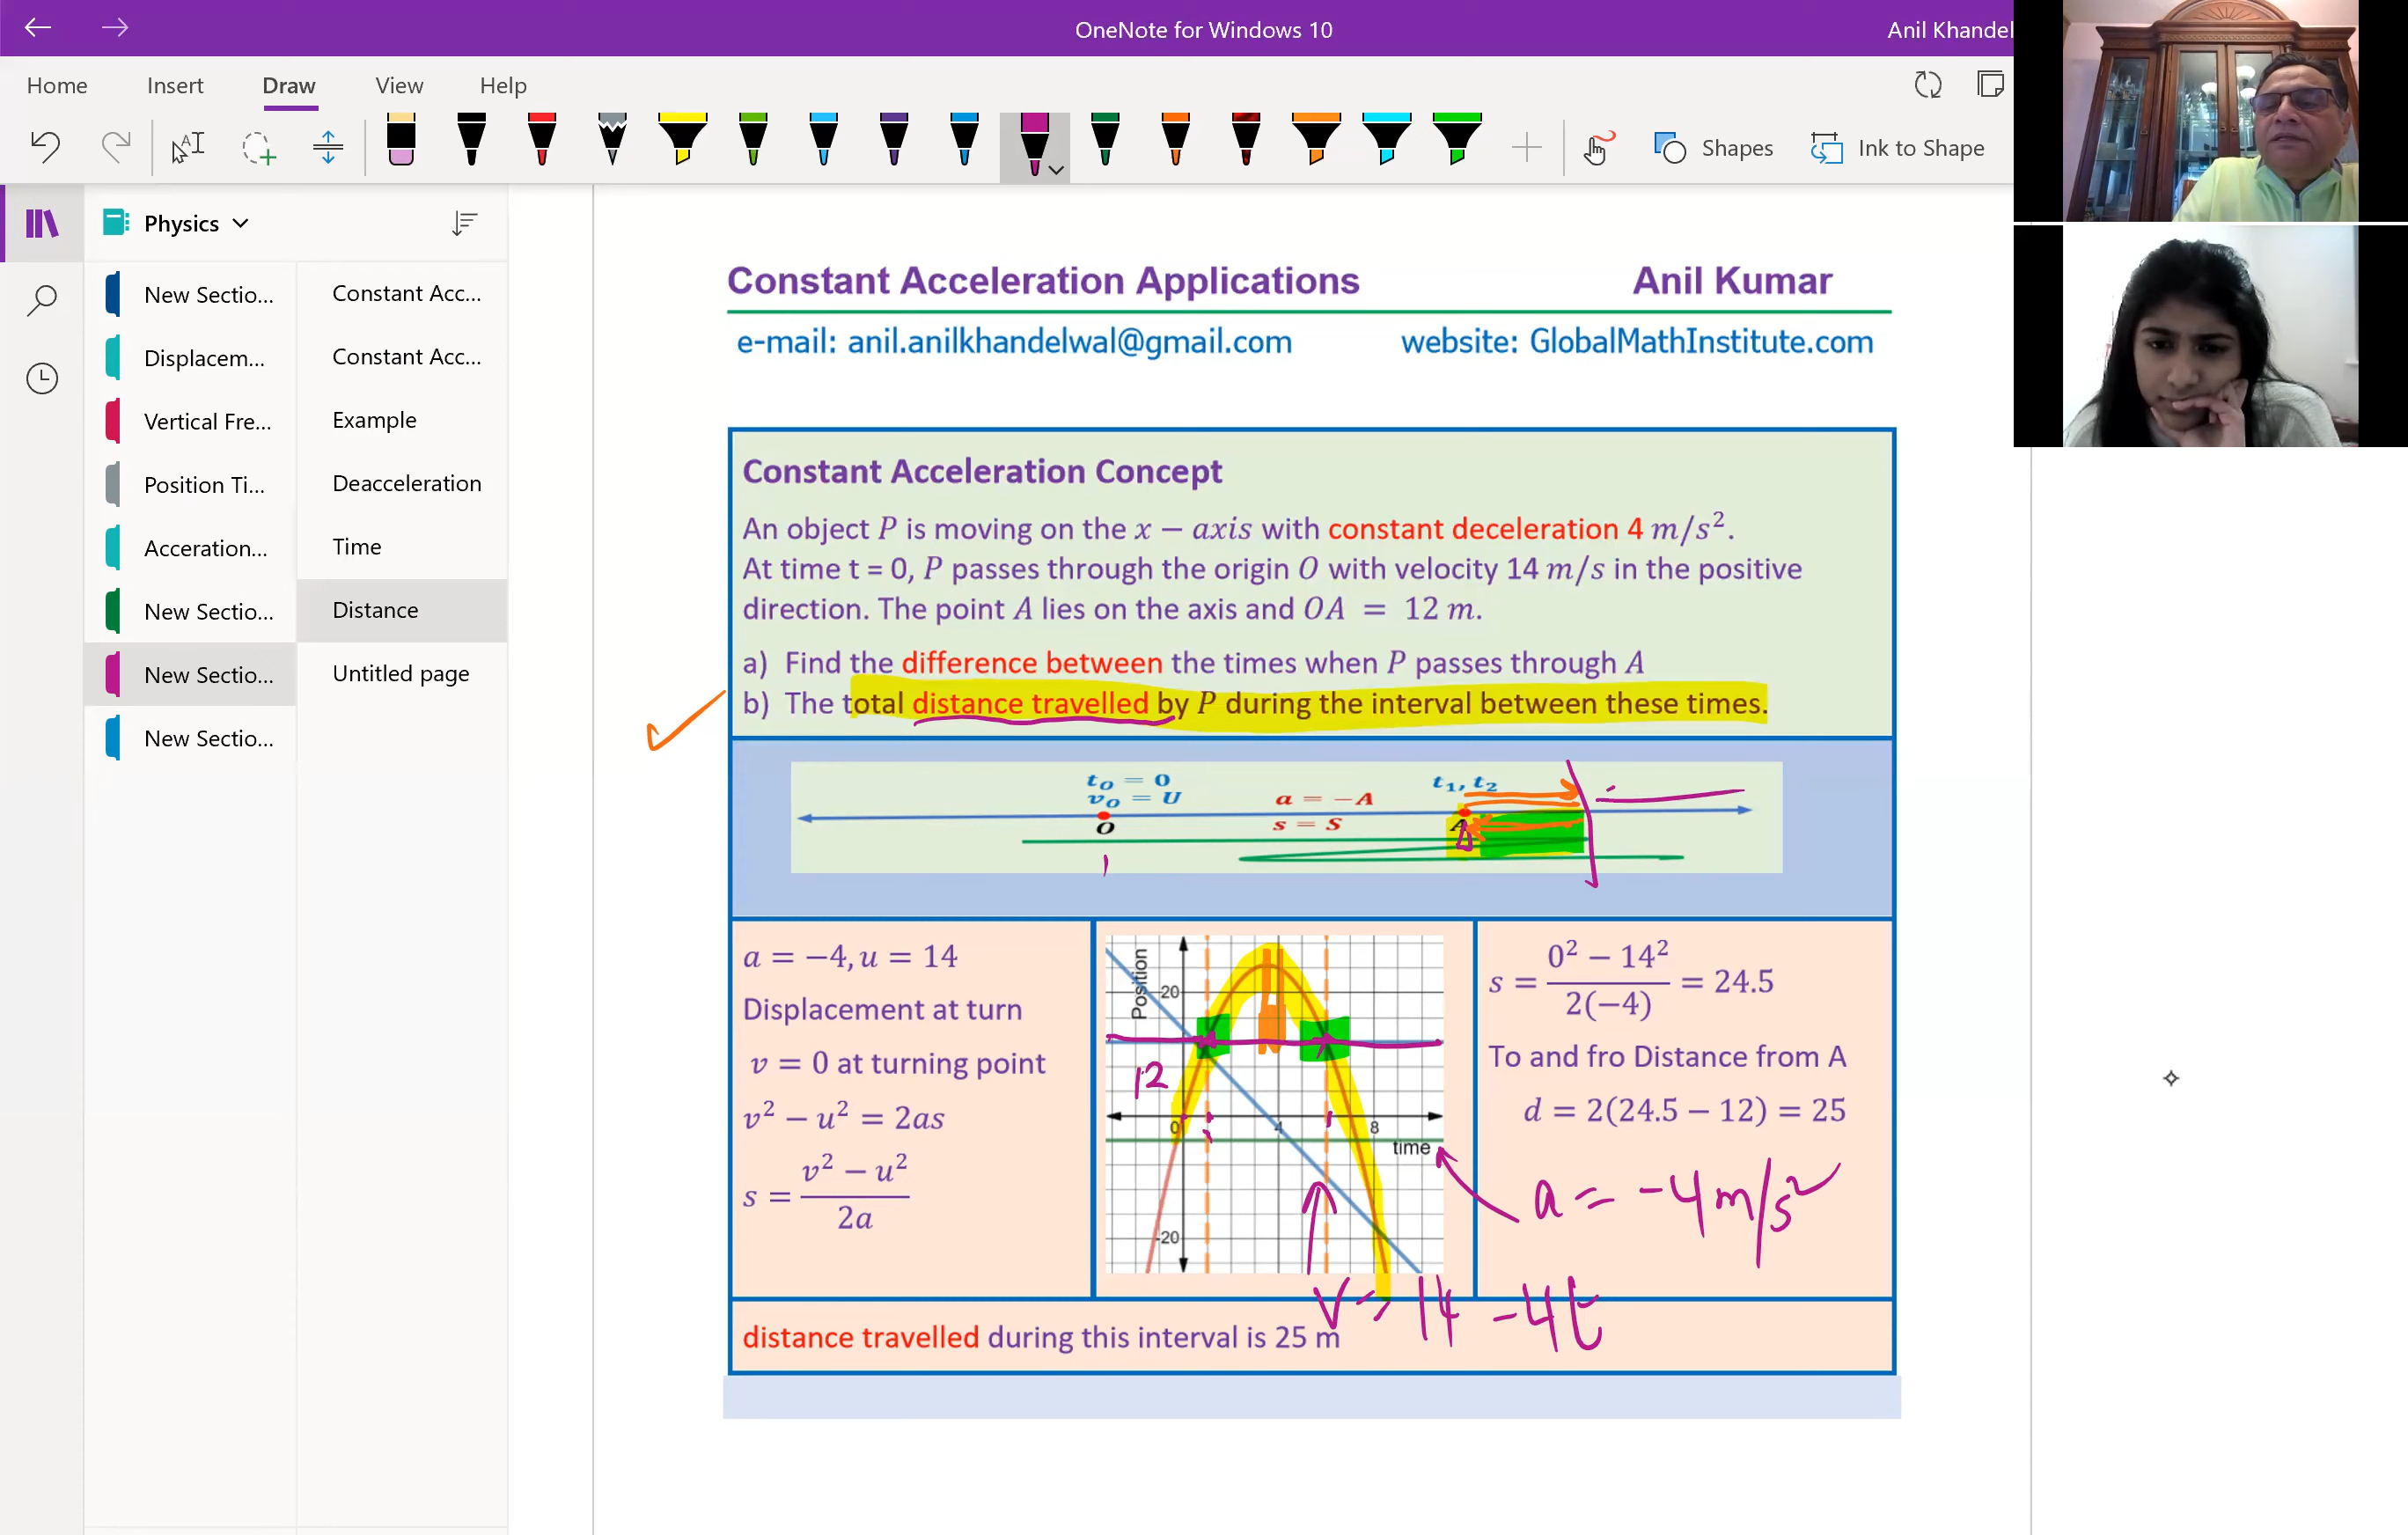 OneNote for Windows 10
Anil Khandel
Home Insert Draw View Help
Shapes Ink to Shape
Physics
New Sectio...
Displacem...
Vertical Fre...
Position Ti...
Acceration...
New Sectio...
New Sectio...
New Sectio...
Constant Acc...
Constant Acc...
Example
Deacceleration
Time
Distance
Untitled page
Constant Acceleration Applications Anil Kumar
e-mail: anil.anilkhandelwal@gmail.com website: GlobalMathInstitute.com
Constant Acceleration Concept
An object P is moving on the x − axis with constant deceleration 4 m/s².
At time t = 0, P passes through the origin O with velocity 14 m/s in the positive
direction. The point A lies on the axis and OA = 12 m.
a) Find the difference between the times when P passes through A
b) The total distance travelled by P during the interval between these times.
t₀ = 0
v₀ = U
O
a = −A
s = S
t₁, t₂
A
a = −4, u = 14
Displacement at turn
v = 0 at turning point
v² − u² = 2as
s = (v² − u²)/2a
Position
20
12
0 4 8
time
-20
s = (0² − 14²)/2(−4) = 24.5
To and fro Distance from A
d = 2(24.5 − 12) = 25
a = -4 m/s²
v = 14 - 4t
distance travelled during this interval is 25 m